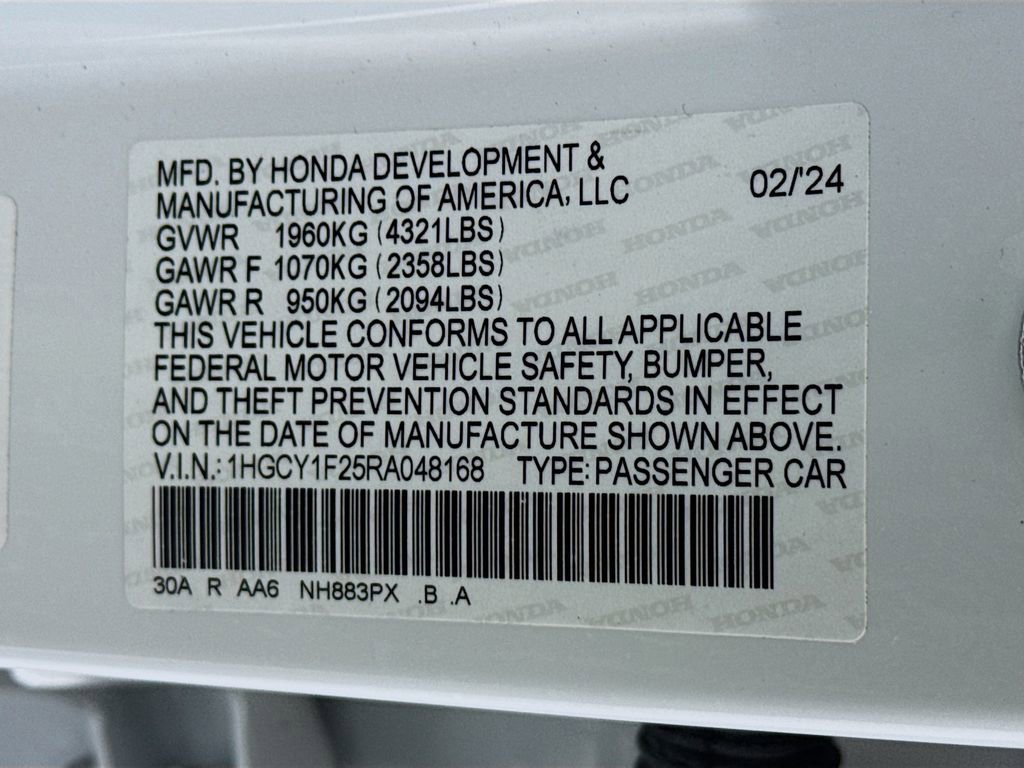 MFD. BY HONDA DEVELOPMENT &
MANUFACTURING OF AMERICA, LLC 02/'24
GVWR 1960KG (4321LBS)
GAWR F 1070KG (2358LBS)
GAWR R 950KG (2094LBS)
THIS VEHICLE CONFORMS TO ALL APPLICABLE
FEDERAL MOTOR VEHICLE SAFETY, BUMPER,
AND THEFT PREVENTION STANDARDS IN EFFECT
ON THE DATE OF MANUFACTURE SHOWN ABOVE.
V.I.N.: 1HGCY1F25RA048168 TYPE: PASSENGER CAR
30A R AA6 NH883PX .B .A